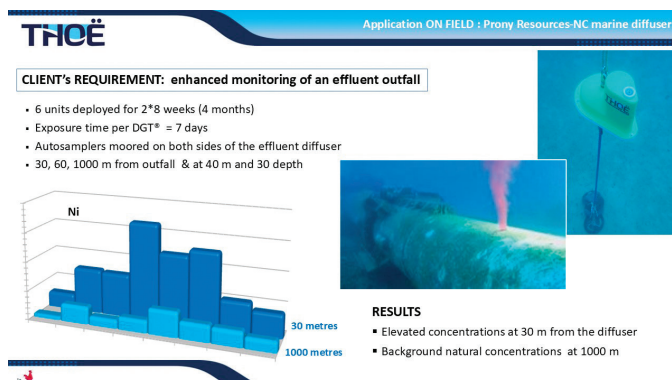 THOË
Application ON FIELD : Prony Resources-NC marine diffuser
CLIENT's REQUIREMENT: enhanced monitoring of an effluent outfall
▪ 6 units deployed for 2*8 weeks (4 months)
▪ Exposure time per DGT® = 7 days
▪ Autosamplers moored on both sides of the effluent diffuser
▪ 30, 60, 1000 m from outfall & at 40 m and 30 depth
THOË
Ni
30 metres
1000 metres
RESULTS
▪ Elevated concentrations at 30 m from the diffuser
▪ Background natural concentrations at 1000 m